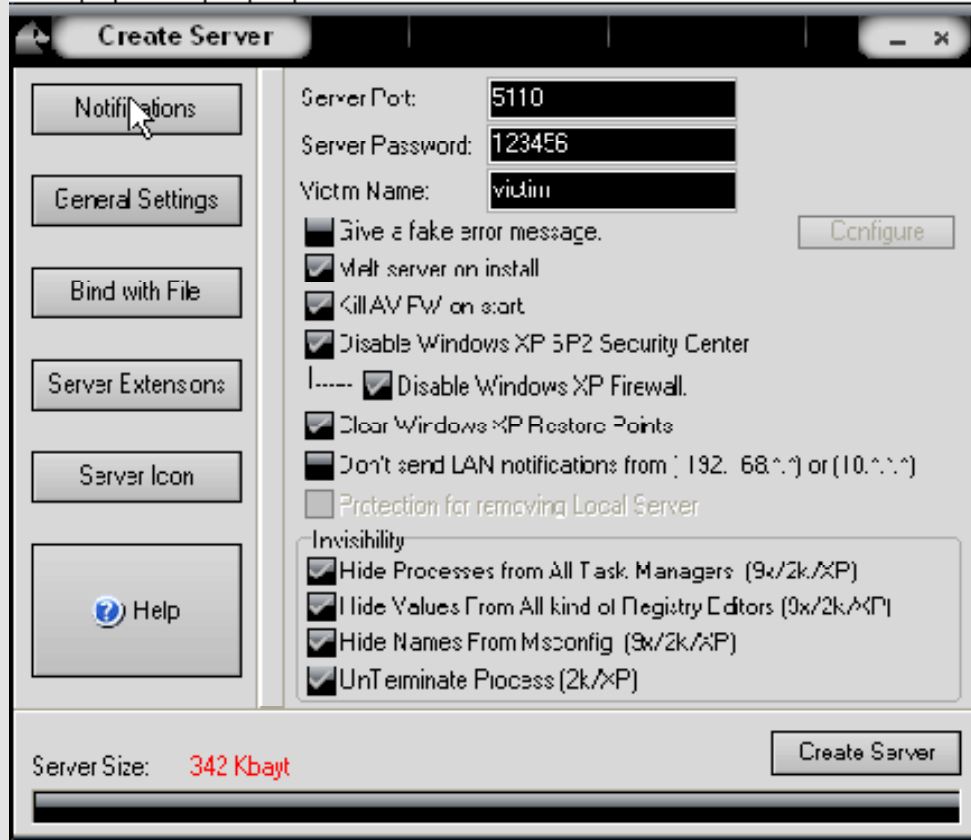 Create Server
Notifications
General Settings
Bind with File
Server Extensions
Server Icon
Help
Server Port: 5110
Server Password: 123456
Victim Name: victim
Give a fake error message.
Configure
Melt server on install
Kill AV FW on start
Disable Windows XP SP2 Security Center
Disable Windows XP Firewall.
Clear Windows XP Restore Points
Don't send LAN notifications from (192.168.*.*) or (10.*.*.*)
Protection for removing Local Server
Invisibility
Hide Processes from All Task Managers (9x/2k/XP)
Hide Values From All kind of Registry Editors (9x/2k/XP)
Hide Names From Msconfig (9x/2k/XP)
UnTerminate Process (2k/XP)
Server Size: 342 Kbayt
Create Server